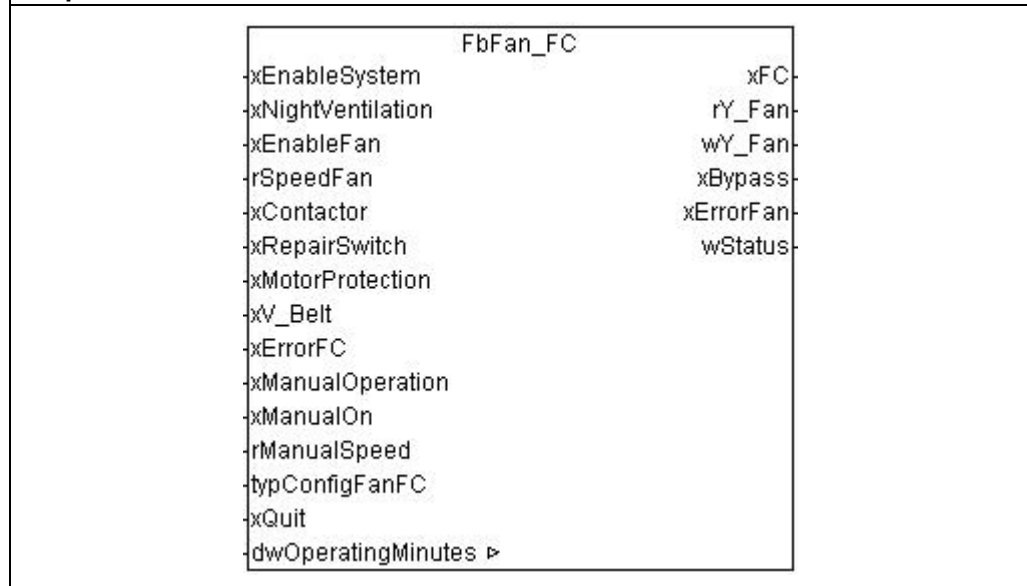 FbFan_FC
xEnableSystem xFC
xNightVentilation rY_Fan
xEnableFan wY_Fan
rSpeedFan xBypass
xContactor xErrorFan
xRepairSwitch wStatus
xMotorProtection
xV_Belt
xErrorFC
xManualOperation
xManualOn
rManualSpeed
typConfigFanFC
xQuit
dwOperatingMinutes ▹